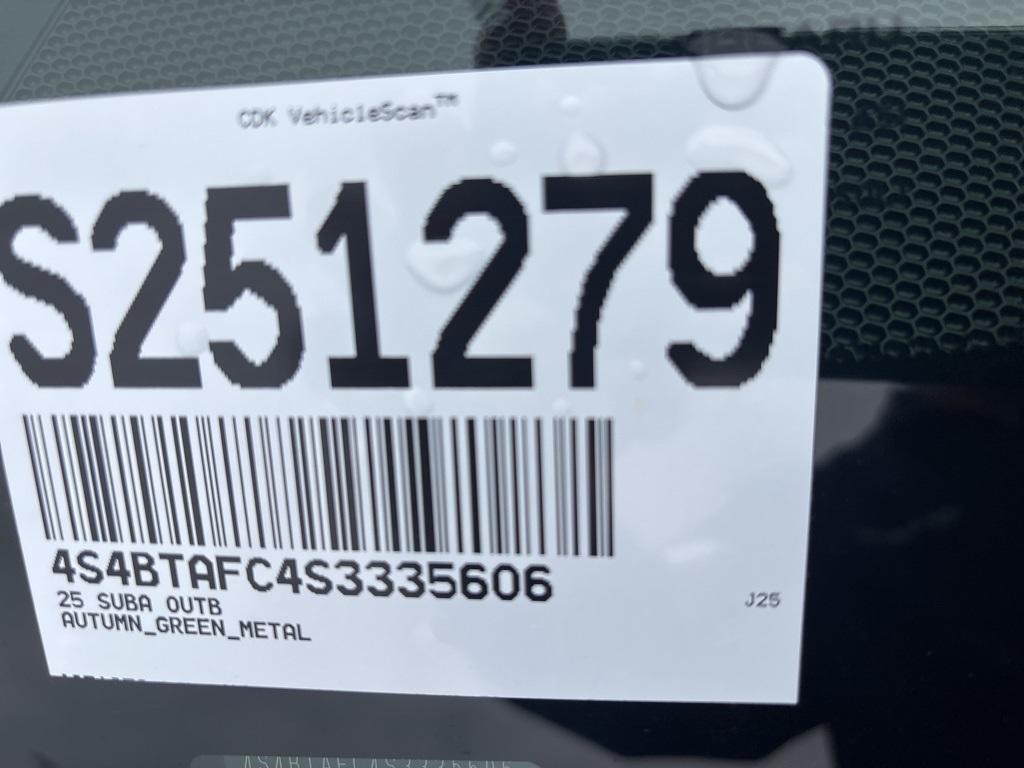 CDK VehicleScan™
S251279
4S4BTAFC4S3335606
25 SUBA OUTB
J25
AUTUMN_GREEN_METAL